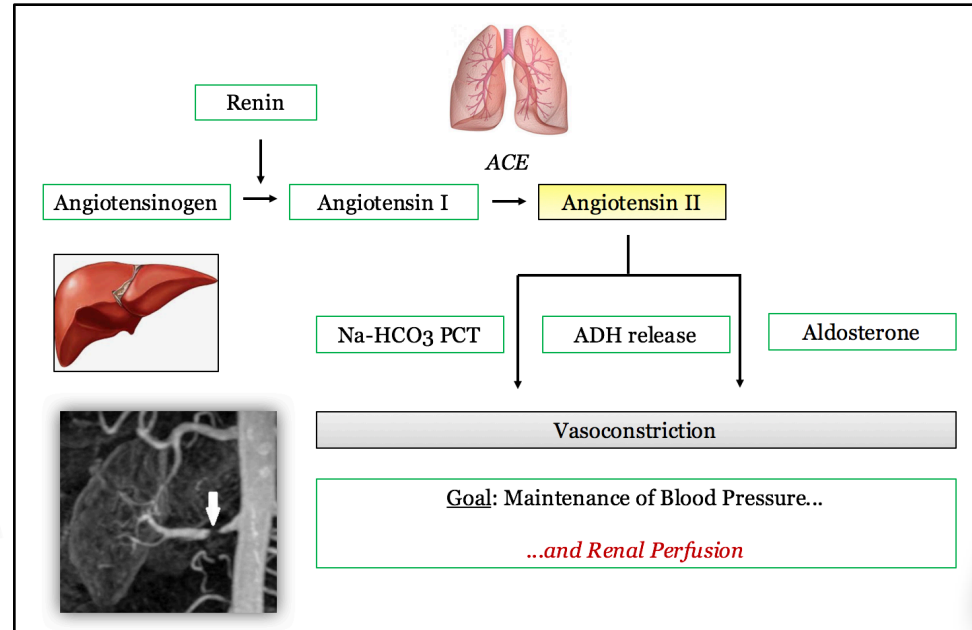 Renin
ACE
Angiotensinogen
Angiotensin I
Angiotensin II
Na-HCO3 PCT
ADH release
Aldosterone
Vasoconstriction
Goal: Maintenance of Blood Pressure...
...and Renal Perfusion